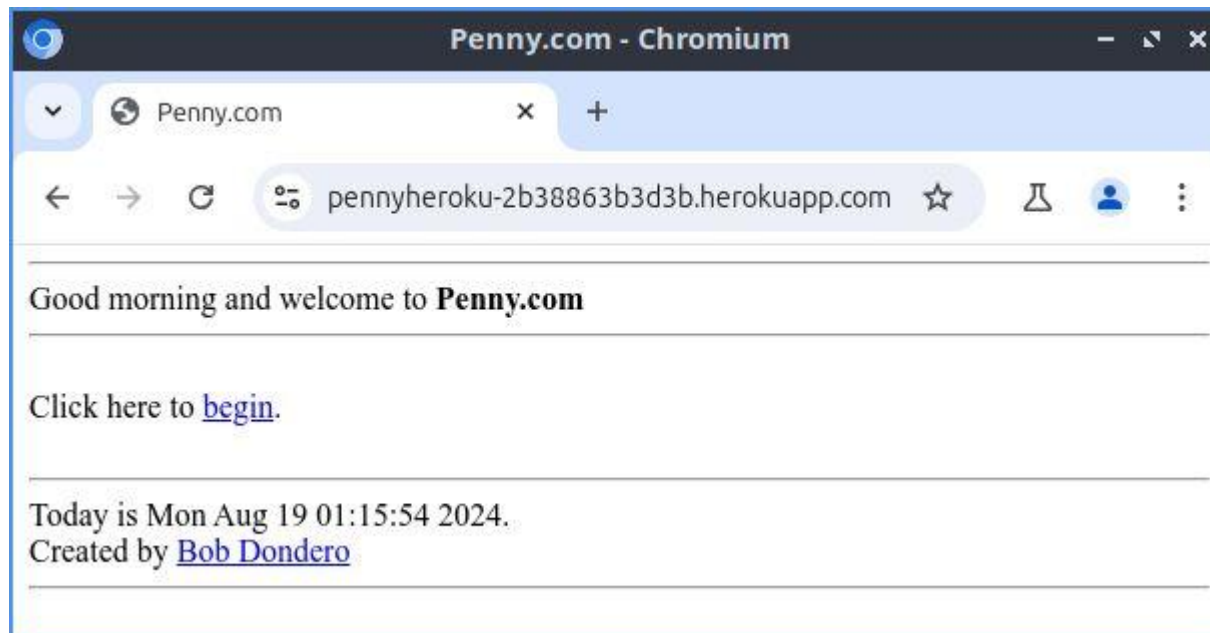 Penny.com - Chromium
Penny.com
pennyheroku-2b38863b3d3b.herokuapp.com
Good morning and welcome to Penny.com
Click here to begin.
Today is Mon Aug 19 01:15:54 2024.
Created by Bob Dondero